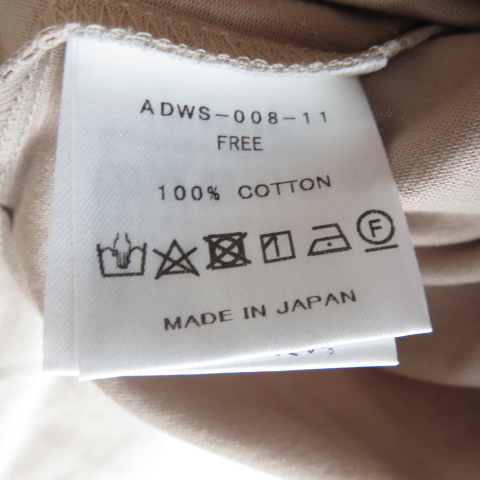 ADWS-008-11
FREE
100% COTTON
F
MADE IN JAPAN